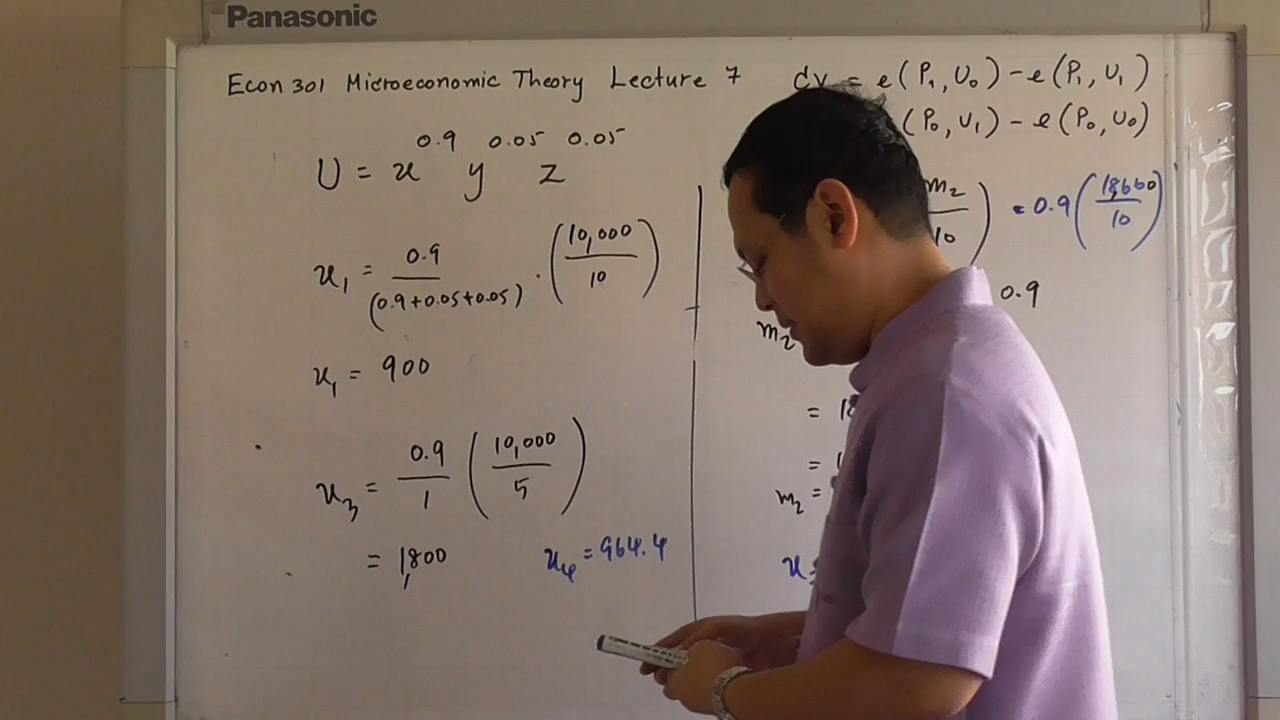 Panasonic
Econ 301 Microeconomic Theory Lecture 7
U = x^0.9 y^0.05 z^0.05
x₁ = 0.9/(0.9+0.05+0.05) · (10,000/10)
x₁ = 900
x₃ = 0.9/1 (10,000/5)
= 1,800
x₄ = 964.4
cv = e(P₁, U₀) - e(P₁, U₁)
(P₀, U₁) - e(P₀, U₀)
m₂/10) = 0.9(18,660/10)
0.9
m₂
=
=
m₂ =
x =